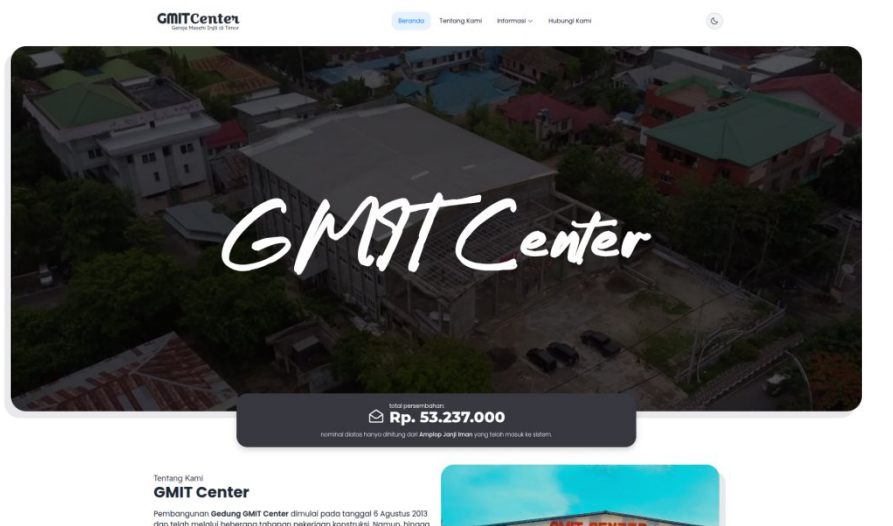 GMITCenter
Gereja Masehi Injili di Timor
Beranda
Tentang Kami
Informasi
Hubungi Kami
GMIT Center
total persembahan:
Rp. 53.237.000
nominal diatas hanya dihitung dari Amplop Janji Iman yang telah masuk ke sistem.
Tentang Kami
GMIT Center
Pembangunan Gedung GMIT Center dimulai pada tanggal 6 Agustus 2013
dan telah melalui beberapa tahapan pekerjaan konstruksi. Namun, hingga
GMIT CENTER